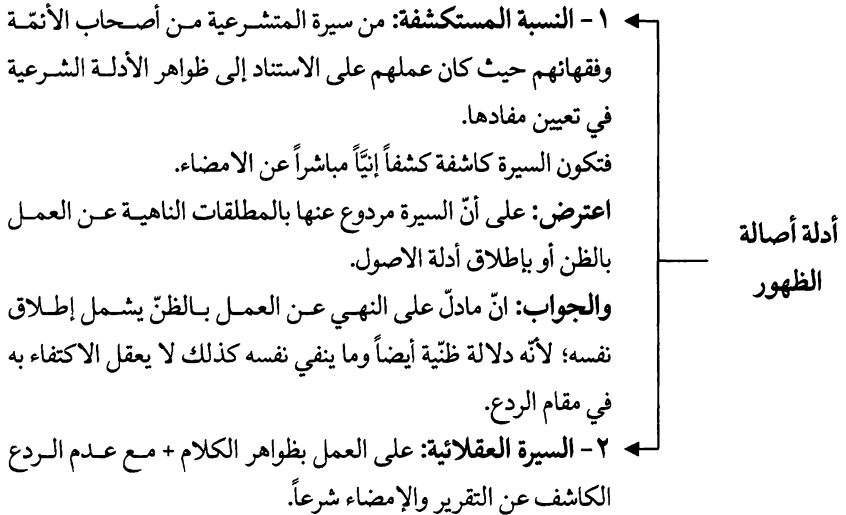 أدلة أصالة
الظهور
١- النسبة المستكشفة: من سيرة المتشرعية من أصحاب الأئمّة
وفقهائهم حيث كان عملهم على الاستناد إلى ظواهر الأدلة الشرعية
في تعيين مفادها.
فتكون السيرة كاشفة كشفاً إنيَّاً مباشراً عن الامضاء.
اعترض: على أنّ السيرة مردوع عنها بالمطلقات الناهية عن العمل
بالظن أو بإطلاق أدلة الاصول.
والجواب: انّ مادلّ على النهي عن العمل بالظنّ يشمل إطلاق
نفسه؛ لأنّه دلالة ظنّية أيضاً وما ينفي نفسه كذلك لا يعقل الاكتفاء به
في مقام الردع.
٢- السيرة العقلائية: على العمل بظواهر الكلام + مع عدم الردع
الكاشف عن التقرير والإمضاء شرعاً.